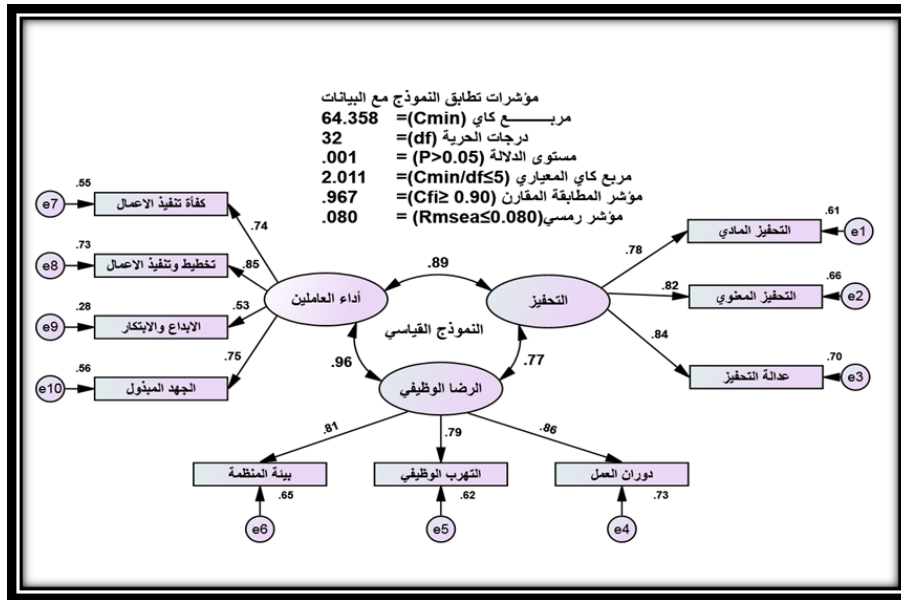 مؤشرات تطابق النموذج مع البيانات
مربـــــــع كاي (Cmin)= 64.358
درجات الحرية (df)= 32
مستوى الدلالة (P>0.05) = .001
مربع كاي المعياري (Cmin/df≤5)= 2.011
مؤشر المطابقة المقارن (Cfi≥ 0.90)= .967
مؤشر رمسي(Rmsea≤0.080) = .080
.61
التحفيز المادي
e1
.78
.66
التحفيز المعنوي
e2
.82
.70
عدالة التحفيز
e3
.84
التحفيز
.89
أداء العاملين
.55
كفأة تنفيذ الاعمال
e7
.74
.73
تخطيط وتنفيذ الاعمال
e8
.85
.28
الابداع والابتكار
e9
.53
.56
الجهد المبذول
e10
.75
النموذج القياسي
.77
.96
الرضا الوظيفي
.86
.79
.81
دوران العمل
.73
e4
التهرب الوظيفي
.62
e5
بيئة المنظمة
.65
e6